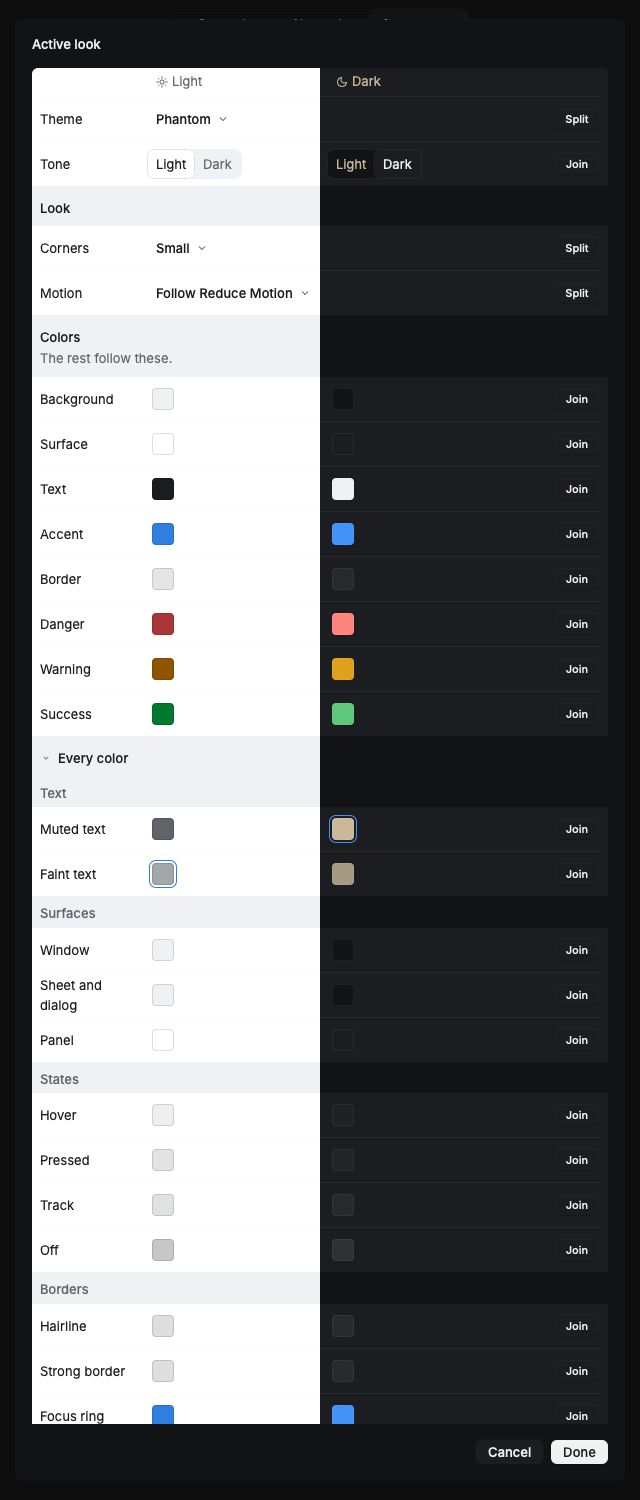 Active look
Light Dark
Theme Phantom Split
Tone Light Dark Light Dark Join
Look
Corners Small Split
Motion Follow Reduce Motion Split
Colors
The rest follow these.
Background Join
Surface Join
Text Join
Accent Join
Border Join
Danger Join
Warning Join
Success Join
Every color
Text
Muted text Join
Faint text Join
Surfaces
Window Join
Sheet and
dialog Join
Panel Join
States
Hover Join
Pressed Join
Track Join
Off Join
Borders
Hairline Join
Strong border Join
Focus ring Join
Cancel Done